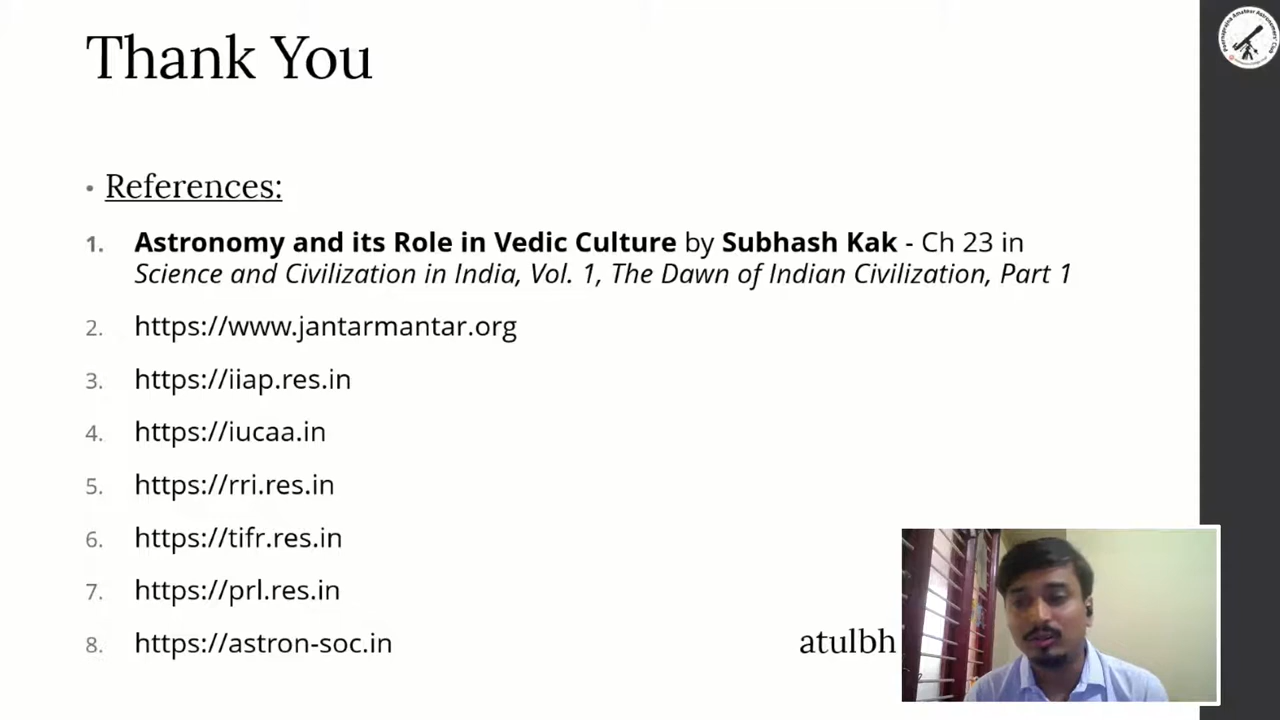 Thank You
• References:
1. Astronomy and its Role in Vedic Culture by Subhash Kak - Ch 23 in
Science and Civilization in India, Vol. 1, The Dawn of Indian Civilization, Part 1
2. https://www.jantarmantar.org
3. https://iiap.res.in
4. https://iucaa.in
5. https://rri.res.in
6. https://tifr.res.in
7. https://prl.res.in
8. https://astron-soc.in
atulbh